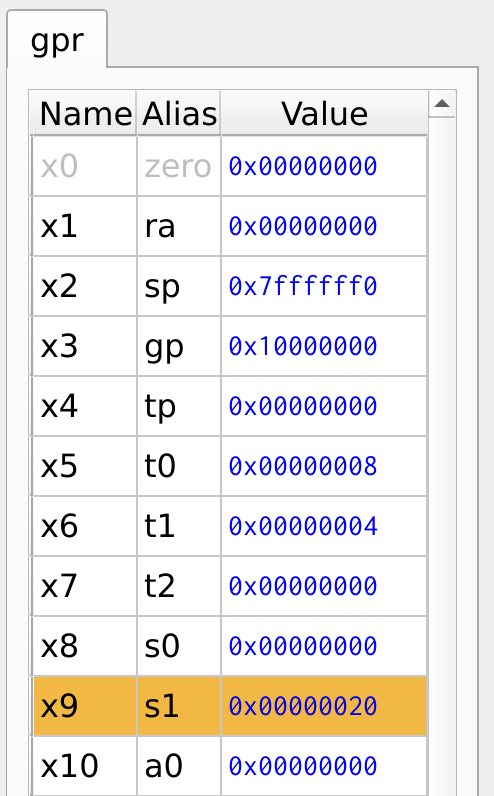 gpr
Name Alias Value
x0 zero 0x00000000
x1 ra 0x00000000
x2 sp 0x7ffffff0
x3 gp 0x10000000
x4 tp 0x00000000
x5 t0 0x00000008
x6 t1 0x00000004
x7 t2 0x00000000
x8 s0 0x00000000
x9 s1 0x00000020
x10 a0 0x00000000